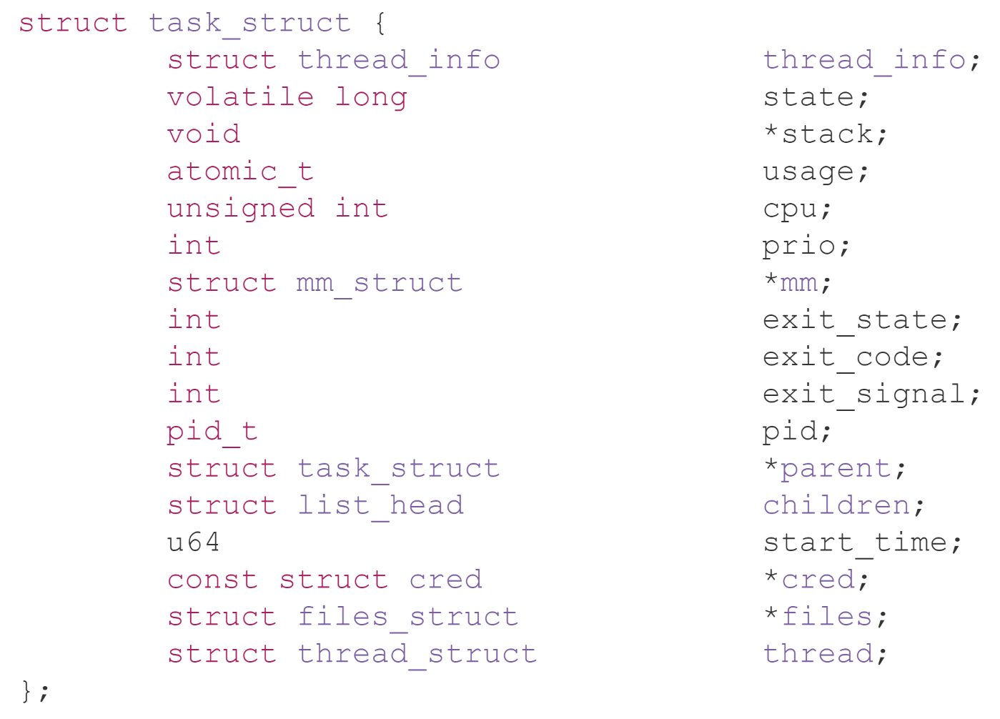 struct task_struct {
struct thread_info thread_info;
volatile long state;
void *stack;
atomic_t usage;
unsigned int cpu;
int prio;
struct mm_struct *mm;
int exit_state;
int exit_code;
int exit_signal;
pid_t pid;
struct task_struct *parent;
struct list_head children;
u64 start_time;
const struct cred *cred;
struct files_struct *files;
struct thread_struct thread;
};